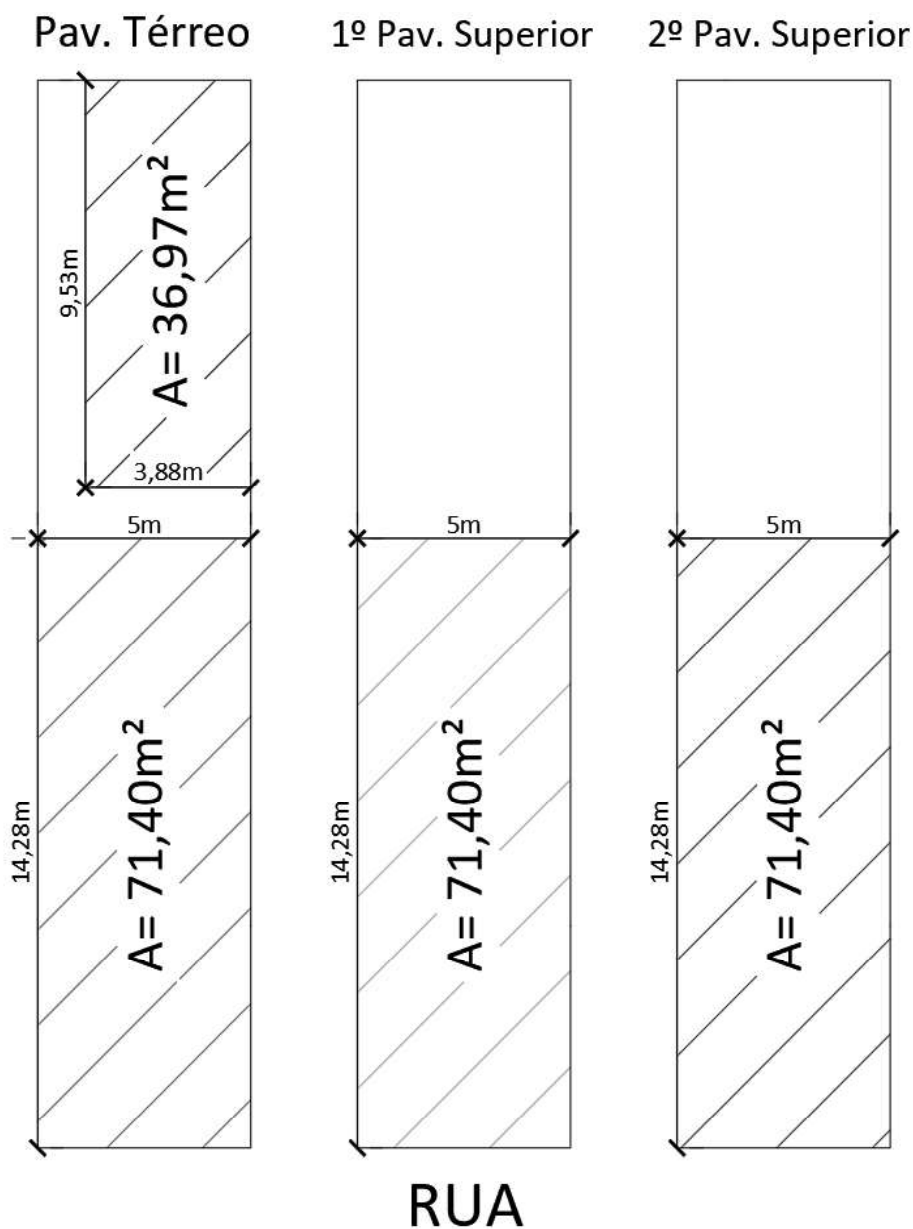 Pav. Térreo
1º Pav. Superior
2º Pav. Superior
9,53m
A= 36,97m²
3,88m
5m
5m
5m
14,28m
A= 71,40m²
14,28m
A= 71,40m²
14,28m
A= 71,40m²
RUA